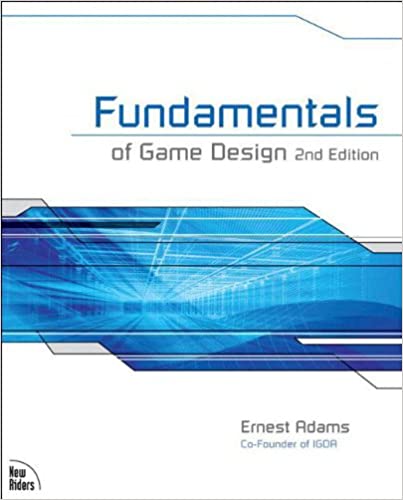 Fundamentals
of Game Design 2nd Edition
Ernest Adams
Co-Founder of IGDA
New
Riders